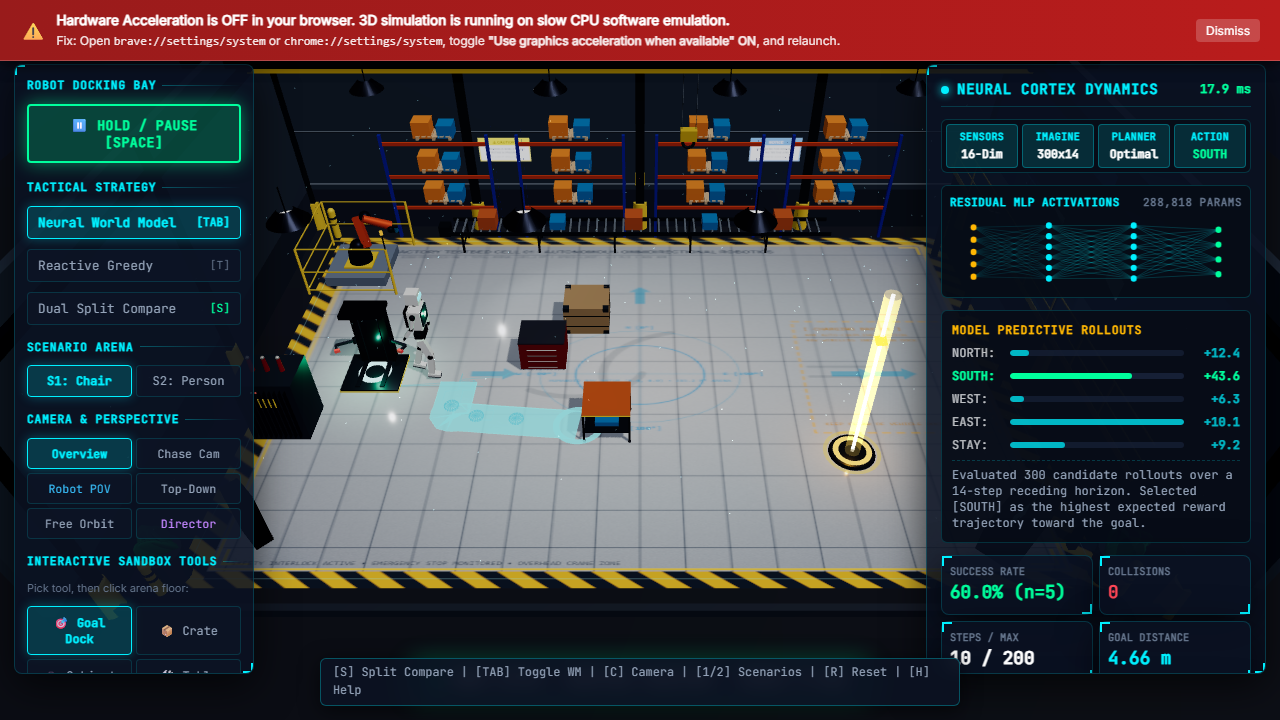 Hardware Acceleration is OFF in your browser. 3D simulation is running on slow CPU software emulation.
Fix: Open brave://settings/system or chrome://settings/system, toggle "Use graphics acceleration when available" ON, and relaunch.
Dismiss
ROBOT DOCKING BAY
HOLD / PAUSE
[SPACE]
TACTICAL STRATEGY
Neural World Model [TAB]
Reactive Greedy [T]
Dual Split Compare [S]
SCENARIO ARENA
S1: Chair
S2: Person
CAMERA & PERSPECTIVE
Overview
Chase Cam
Robot POV
Top-Down
Free Orbit
Director
INTERACTIVE SANDBOX TOOLS
Pick tool, then click arena floor:
Goal
Dock
Crate
INTERLOCK ACTIVE • EMERGENCY STOP MONITORED • OVERHEAD CRANE ZONE
[S] Split Compare | [TAB] Toggle WM | [C] Camera | [1/2] Scenarios | [R] Reset | [H]
Help
NEURAL CORTEX DYNAMICS
17.9 ms
SENSORS
16-Dim
IMAGINE
300x14
PLANNER
Optimal
ACTION
SOUTH
RESIDUAL MLP ACTIVATIONS
288,818 PARAMS
MODEL PREDICTIVE ROLLOUTS
NORTH: +12.4
SOUTH: +43.6
WEST: +6.3
EAST: +10.1
STAY: +9.2
Evaluated 300 candidate rollouts over a
14-step receding horizon. Selected
[SOUTH] as the highest expected reward
trajectory toward the goal.
SUCCESS RATE
60.0% (n=5)
COLLISIONS
0
STEPS / MAX
10 / 200
GOAL DISTANCE
4.66 m